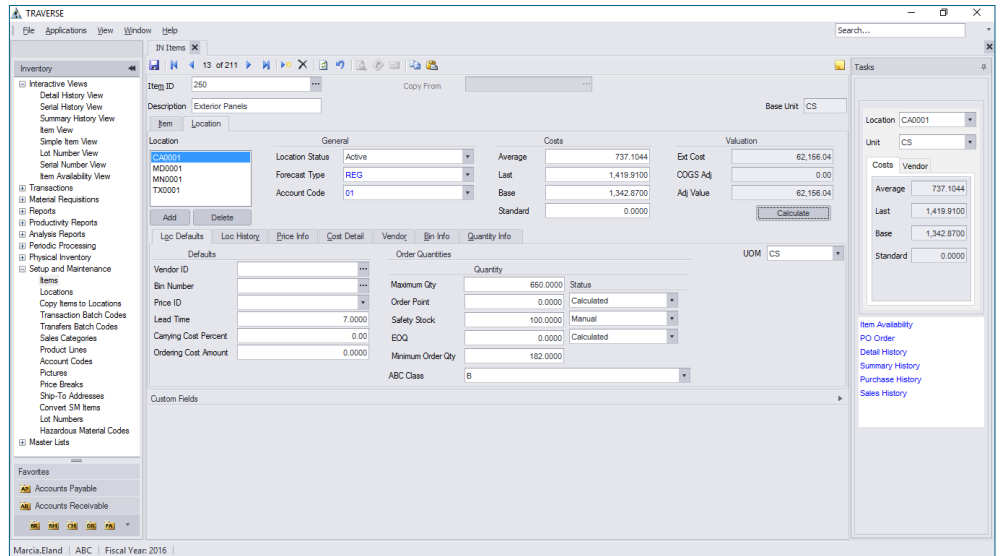 TRAVERSE
File Applications View Window Help
Search...
IN Items
Inventory
Interactive Views
Detail History View
Serial History View
Summary History View
Item View
Simple Item View
Lot Number View
Serial Number View
Item Availability View
Transactions
Material Requisitions
Reports
Productivity Reports
Analysis Reports
Periodic Processing
Physical Inventory
Setup and Maintenance
Items
Locations
Copy Items to Locations
Transaction Batch Codes
Transfers Batch Codes
Sales Categories
Product Lines
Account Codes
Pictures
Price Breaks
Ship-To Addresses
Convert SM Items
Lot Numbers
Hazardous Material Codes
Master Lists
Favorites
AP Accounts Payable
AR Accounts Receivable
BR SM CM DB FA
13 of 211
Item ID 250 Copy From
Description Exterior Panels Base Unit CS
Item Location
Location General Costs Valuation
CA0001
MD0001
MN0001
TX0001
Add Delete
Location Status Active
Forecast Type REG
Account Code 01
Average 737.1044
Last 1,419.9100
Base 1,342.8700
Standard 0.0000
Ext Cost 62,156.04
COGS Adj 0.00
Adj Value 62,156.04
Calculate
Loc Defaults Loc History Price Info Cost Detail Vendor Bin Info Quantity Info
Defaults Order Quantities UOM CS
Vendor ID
Bin Number
Price ID
Lead Time 7.0000
Carrying Cost Percent 0.00
Ordering Cost Amount 0.0000
Quantity
Maximum Qty 650.0000 Status
Order Point 0.0000 Calculated
Safety Stock 100.0000 Manual
EOQ 0.0000 Calculated
Minimum Order Qty 182.0000
ABC Class B
Custom Fields
Tasks
Location CA0001
Unit CS
Costs Vendor
Average 737.1044
Last 1,419.9100
Base 1,342.8700
Standard 0.0000
Item Availability
PO Order
Detail History
Summary History
Purchase History
Sales History
Marcia.Eland ABC Fiscal Year: 2016